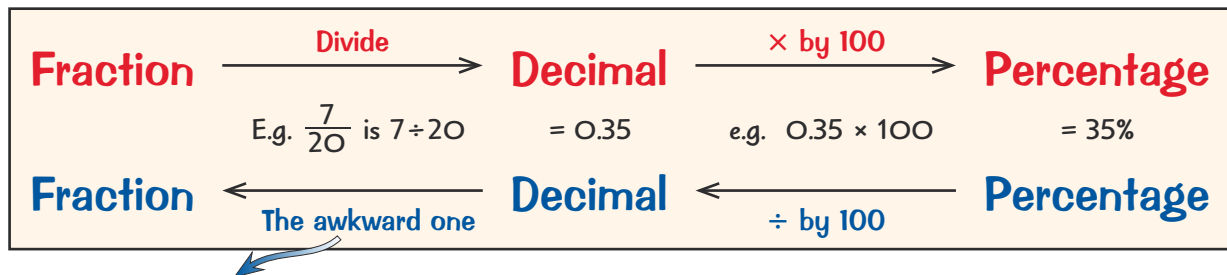 Divide × by 100
Fraction Decimal Percentage
E.g. 7/20 is 7÷20 = 0.35 e.g. 0.35 × 100 = 35%
Fraction Decimal Percentage
The awkward one ÷ by 100